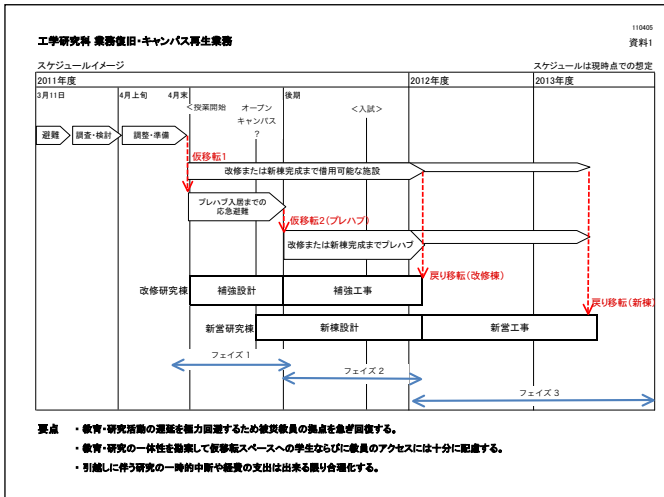 110405
工学研究科 業務復旧・キャンパス再生業務
資料1
スケジュールイメージ
スケジュールは現時点での想定
2011年度
2012年度
2013年度
3月11日
4月上旬
4月末
後期
<授業開始
オープン
キャンパス
?
<入試>
避難
調査・検討
調整・準備
仮移転1
改修または新棟完成まで借用可能な施設
プレハブ入居までの
応急避難
仮移転2(プレハブ)
改修または新棟完成までプレハブ
戻り移転(改修棟)
改修研究棟
補強設計
補強工事
戻り移転(新棟)
新営研究棟
新棟設計
新営工事
フェイズ 1
フェイズ 2
フェイズ 3
要点
・教育・研究活動の遅延を極力回避するため被災教員の拠点を急ぎ回復する。
・教育・研究の一体性を勘案して仮移転スペースへの学生ならびに教員のアクセスには十分に配慮する。
・引越しに伴う研究の一時的中断や経費の支出は出来る限り合理化する。